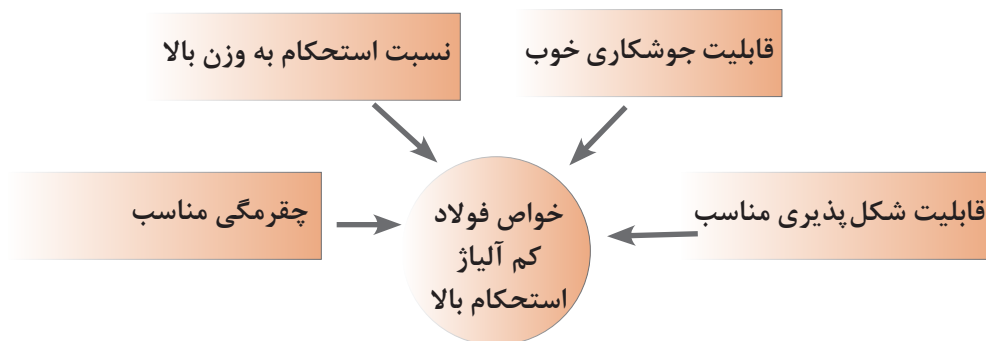 قابلیت جوشکاری خوب
نسبت استحکام به وزن بالا
قابلیت شکل‌پذیری مناسب
چقرمگی مناسب
خواص فولاد
کم آلیاژ
استحکام بالا